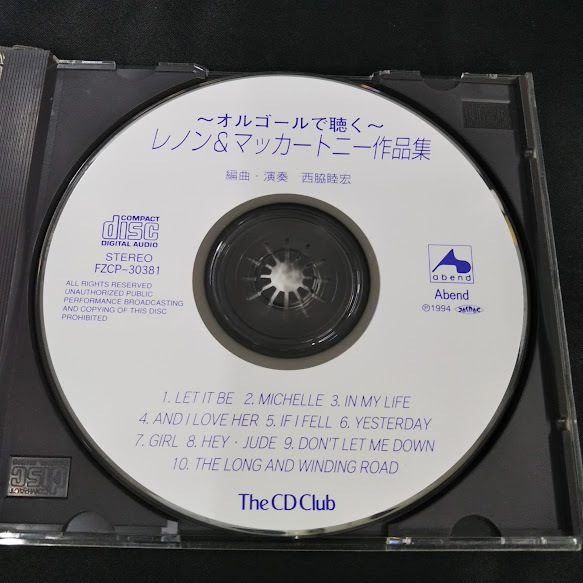 〜オルゴールで聴く〜
レノン&マッカートニー作品集
編曲・演奏 西脇睦宏
COMPACT
disc
DIGITAL AUDIO
STEREO
FZCP-30381
ALL RIGHTS RESERVED
UNAUTHORIZED PUBLIC
PERFORMANCE BROADCASTING
AND COPYING OF THIS DISC
PROHIBITED
abend
Abend
Ⓟ1994
1. LET IT BE 2. MICHELLE 3. IN MY LIFE
4. AND I LOVE HER 5. IF I FELL 6. YESTERDAY
7. GIRL 8. HEY・JUDE 9. DON'T LET ME DOWN
10. THE LONG AND WINDING ROAD
The CD Club
COMPACT
disc